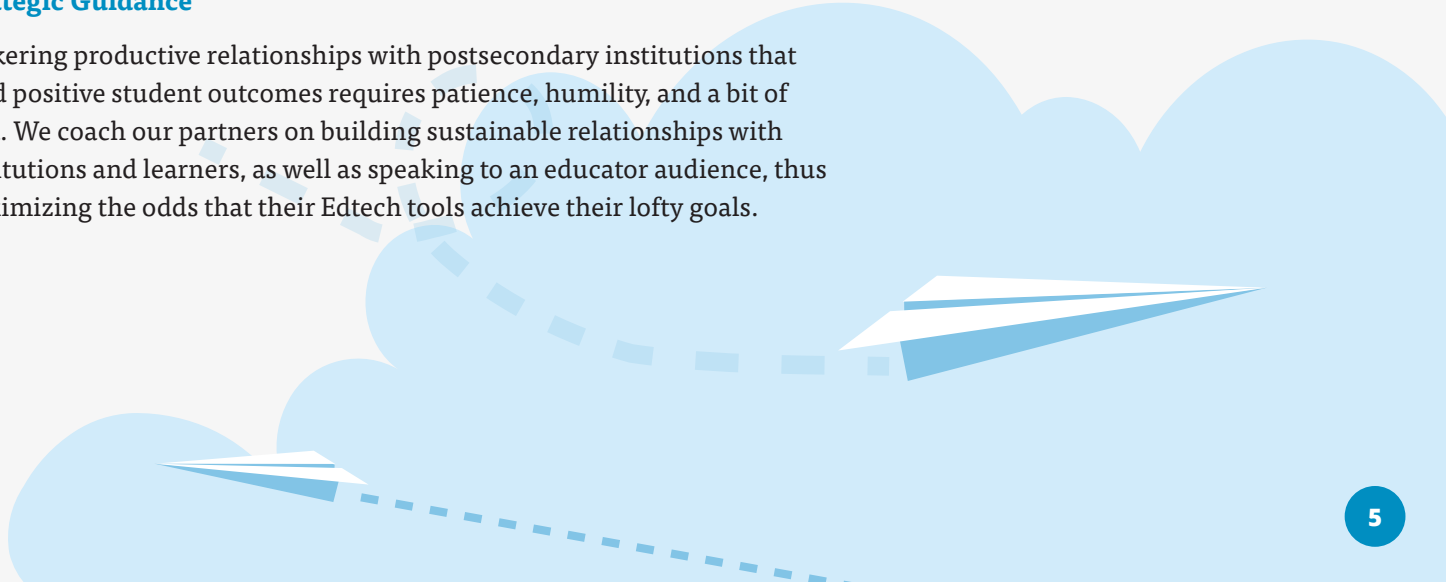 tegic Guidance
kering productive relationships with postsecondary institutions that
d positive student outcomes requires patience, humility, and a bit of
. We coach our partners on building sustainable relationships with
tutions and learners, as well as speaking to an educator audience, thus
imizing the odds that their Edtech tools achieve their lofty goals.
5